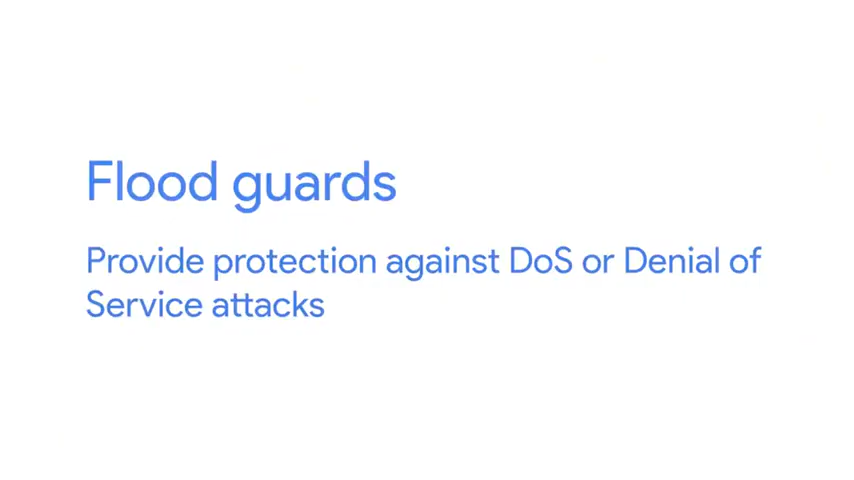 Flood guards
Provide protection against DoS or Denial of
Service attacks